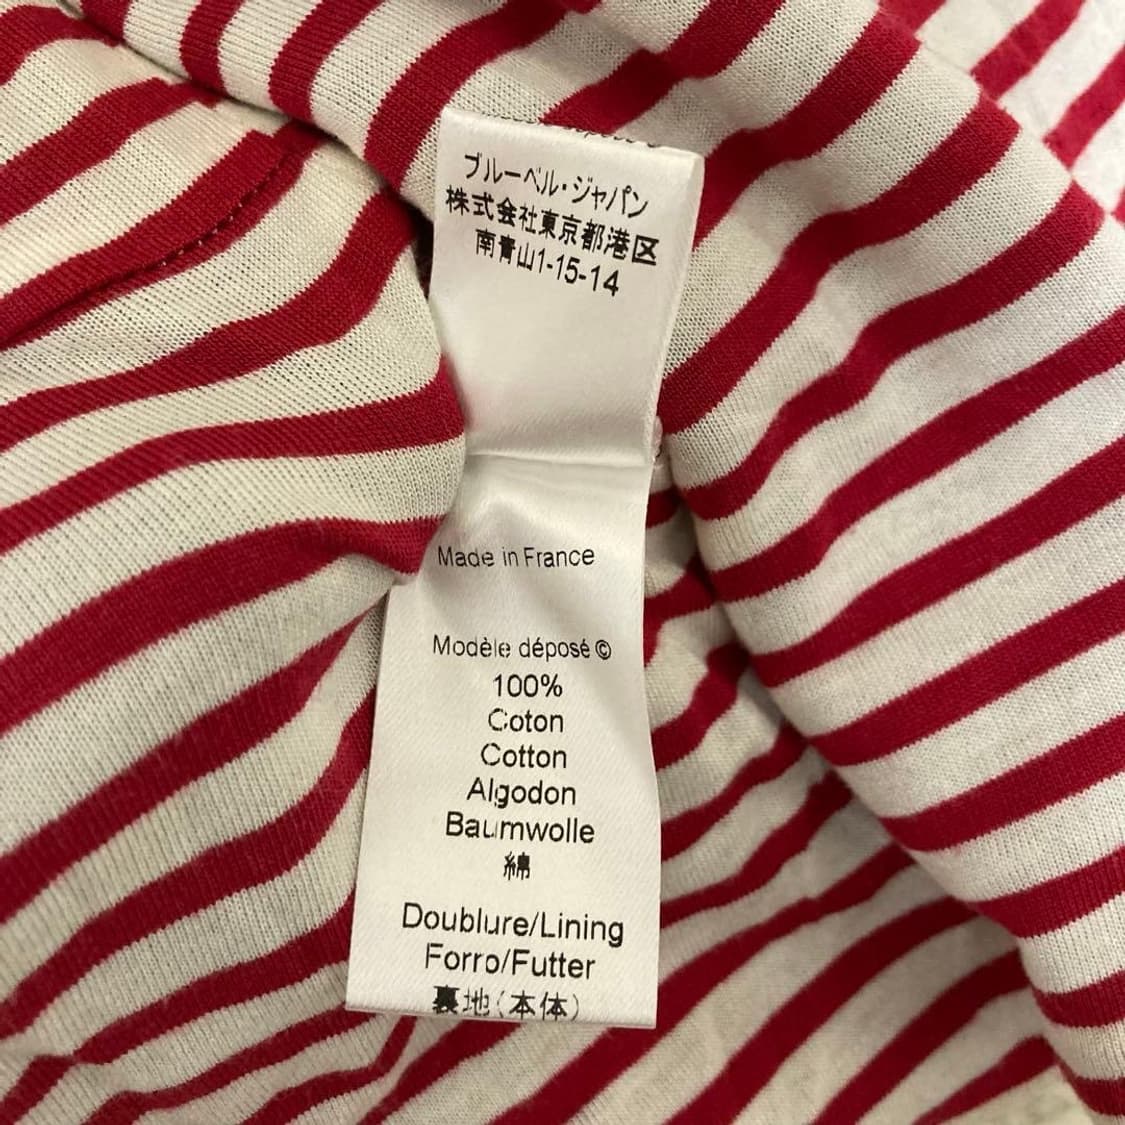 ブルーベル・ジャパン
株式会社東京都港区
南青山1-15-14
Made in France
Modèle déposé ©
100%
Coton
Cotton
Algodon
Baumwolle
綿
Doublure/Lining
Forro/Futter
裏地(本体)